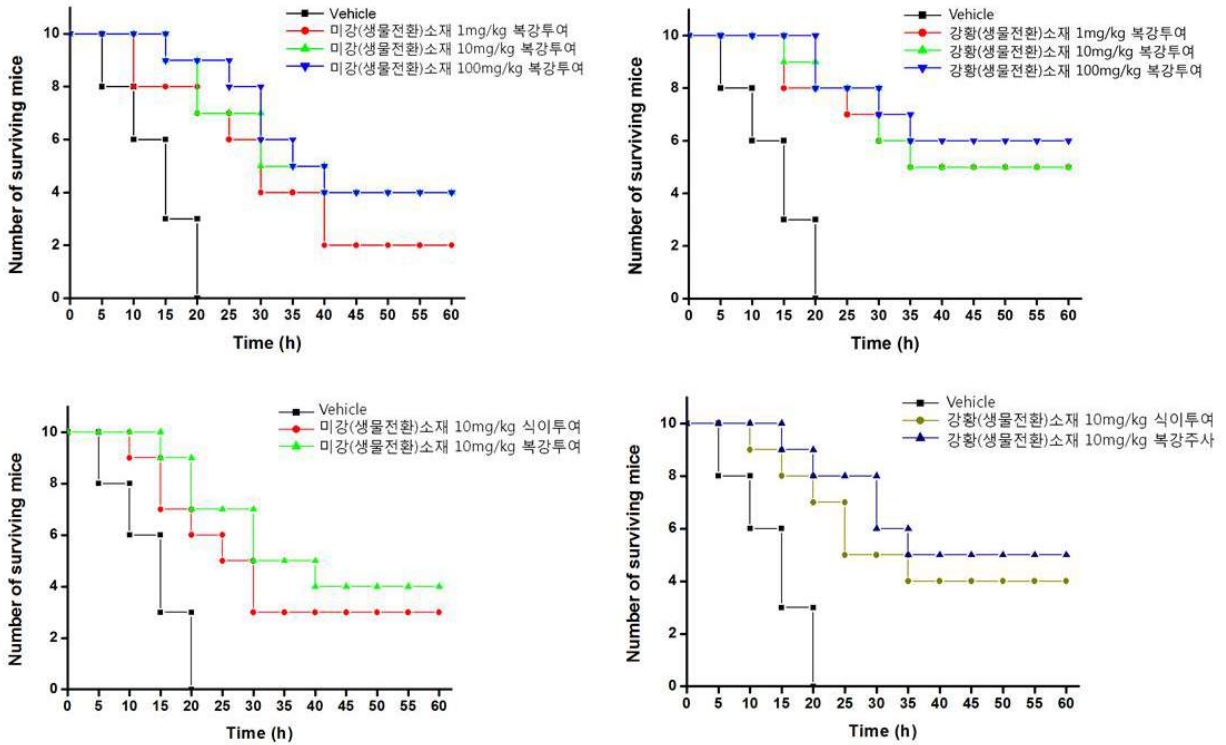 Vehicle
미강(생물전환)소재 1mg/kg 복강투여
미강(생물전환)소재 10mg/kg 복강투여
미강(생물전환)소재 100mg/kg 복강투여
Number of surviving mice
10
8
6
4
2
0
0 5 10 15 20 25 30 35 40 45 50 55 60
Time (h)
Vehicle
강황(생물전환)소재 1mg/kg 복강투여
강황(생물전환)소재 10mg/kg 복강투여
강황(생물전환)소재 100mg/kg 복강투여
Number of surviving mice
10
8
6
4
2
0
0 5 10 15 20 25 30 35 40 45 50 55 60
Time (h)
Vehicle
미강(생물전환)소재 10mg/kg 식이투여
미강(생물전환)소재 10mg/kg 복강투여
Number of surviving mice
10
8
6
4
2
0
0 5 10 15 20 25 30 35 40 45 50 55 60
Time (h)
Vehicle
강황(생물전환)소재 10mg/kg 식이투여
강황(생물전환)소재 10mg/kg 복강주사
Number of surviving mice
10
8
6
4
2
0
0 5 10 15 20 25 30 35 40 45 50 55 60
Time (h)